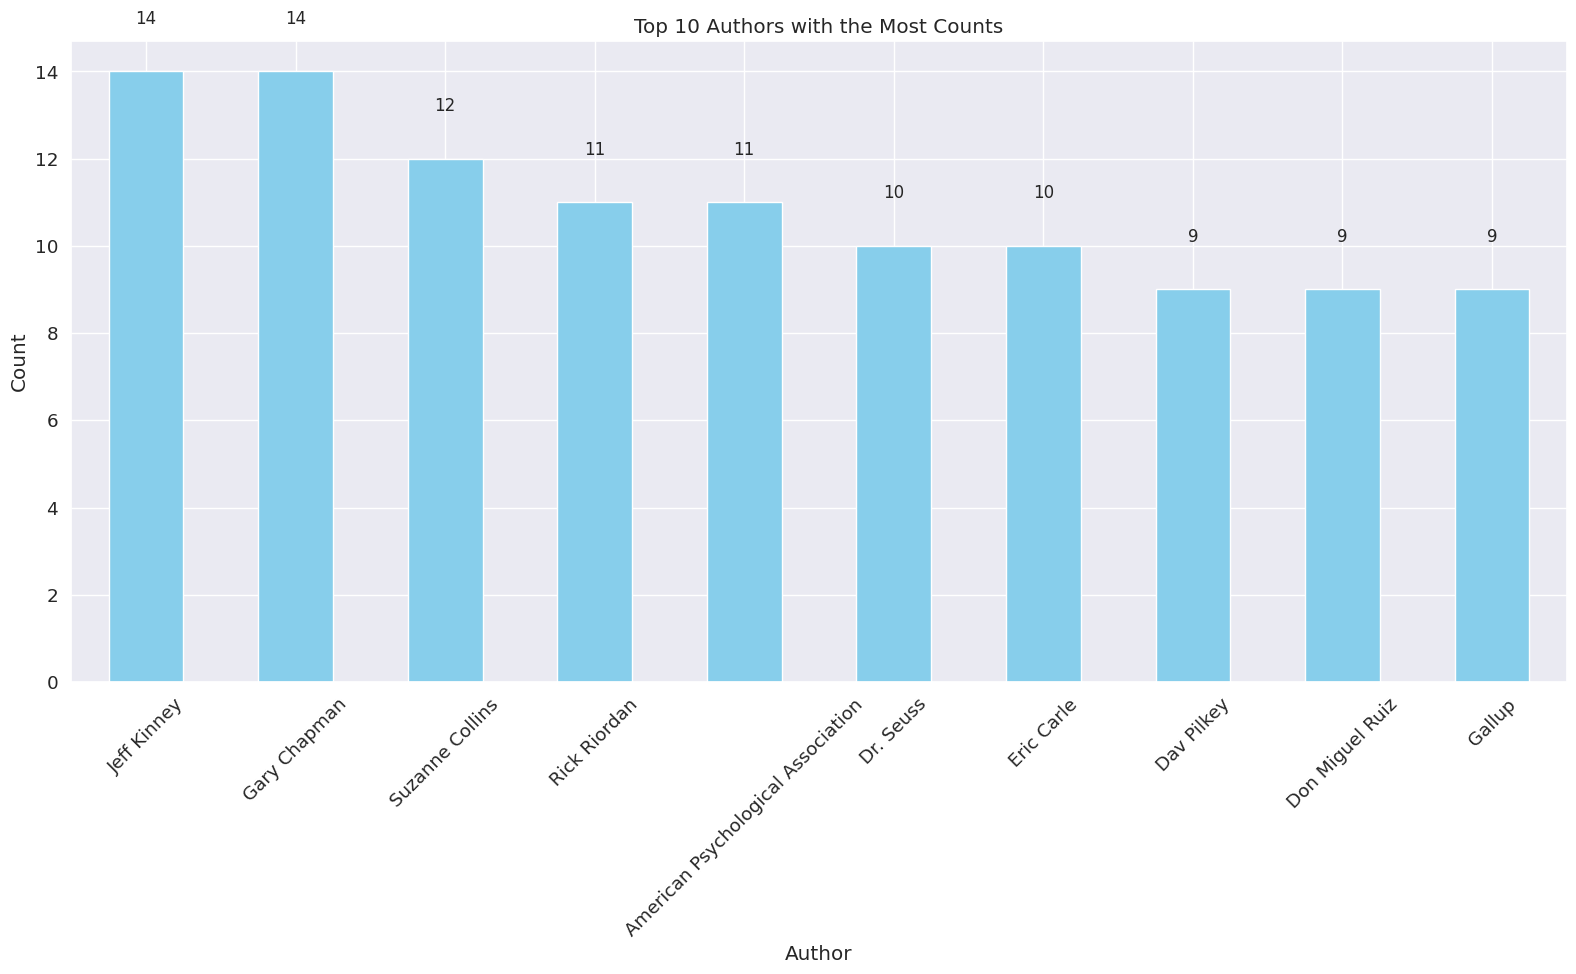 Top 10 Authors with the Most Counts
14
14
12
11
11
10
10
9
9
9
14
12
10
8
6
4
2
0
Count
Jeff Kinney
Gary Chapman
Suzanne Collins
Rick Riordan
American Psychological Association
Dr. Seuss
Eric Carle
Dav Pilkey
Don Miguel Ruiz
Gallup
Author